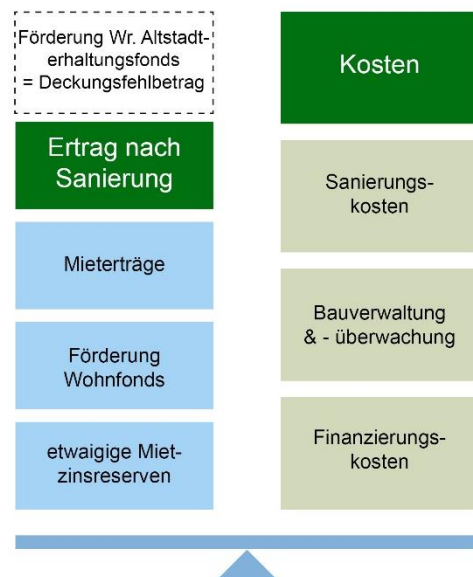 Förderung Wr. Altstadt-
erhaltungsfonds
= Deckungsfehlbetrag
Ertrag nach
Sanierung
Mieterträge
Förderung
Wohnfonds
etwaigige Miet-
zinsreserven
Kosten
Sanierungs-
kosten
Bauverwaltung
& - überwachung
Finanzierungs-
kosten